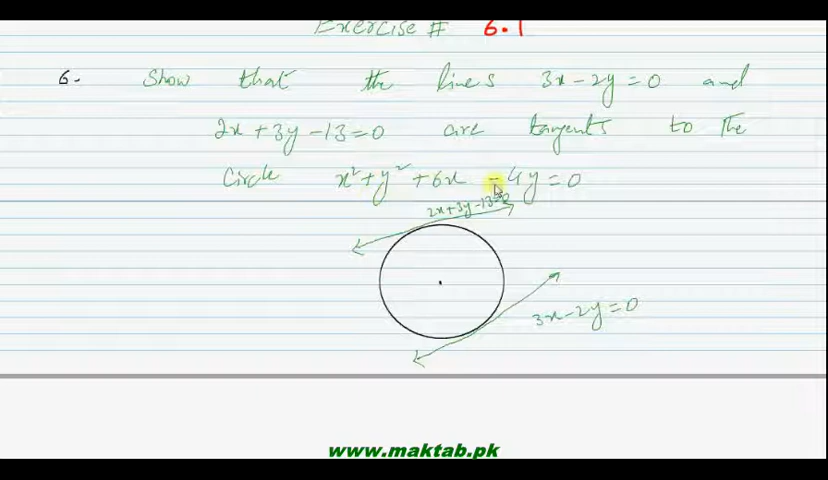 Exercise # 6.1
6. Show that the lines 3x-2y=0 and
2x+3y-13=0 are tangents to the
Circle x²+y²+6x-4y=0
2x+3y-13=0
3x-2y=0
www.maktab.pk